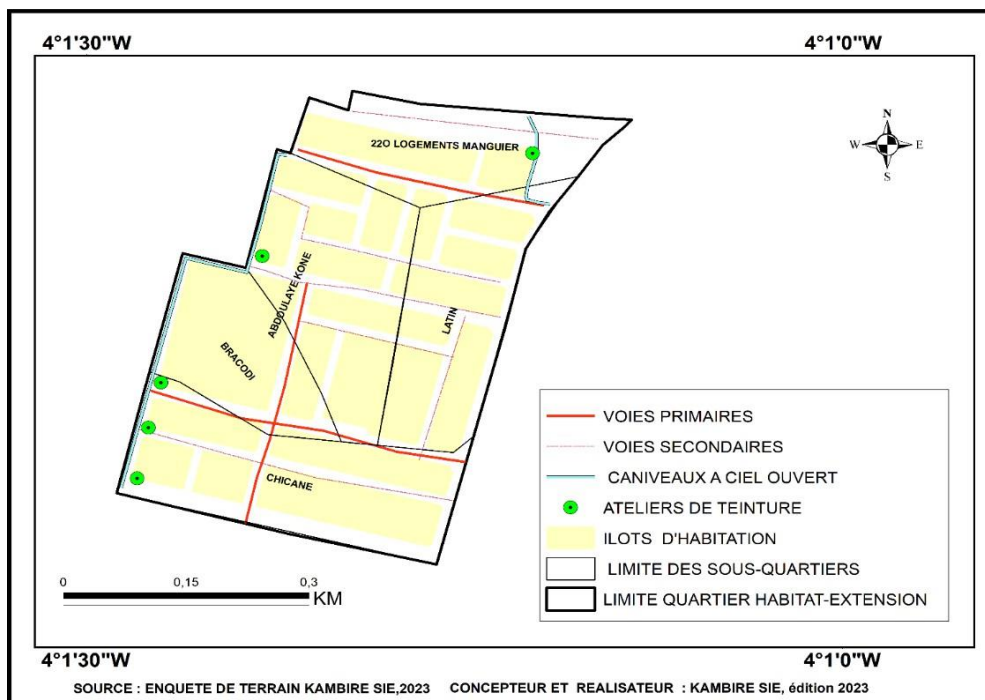 4°1'30"W 4°1'0"W
N
W E
S
22O LOGEMENTS MANGUIER
ABDOULAYE KONE
LATIN
BRACODI
CHICANE
VOIES PRIMAIRES
VOIES SECONDAIRES
CANIVEAUX A CIEL OUVERT
ATELIERS DE TEINTURE
ILOTS D'HABITATION
LIMITE DES SOUS-QUARTIERS
LIMITE QUARTIER HABITAT-EXTENSION
0 0,15 0,3
KM
4°1'30"W 4°1'0"W
SOURCE : ENQUETE DE TERRAIN KAMBIRE SIE,2023 CONCEPTEUR ET REALISATEUR : KAMBIRE SIE, édition 2023